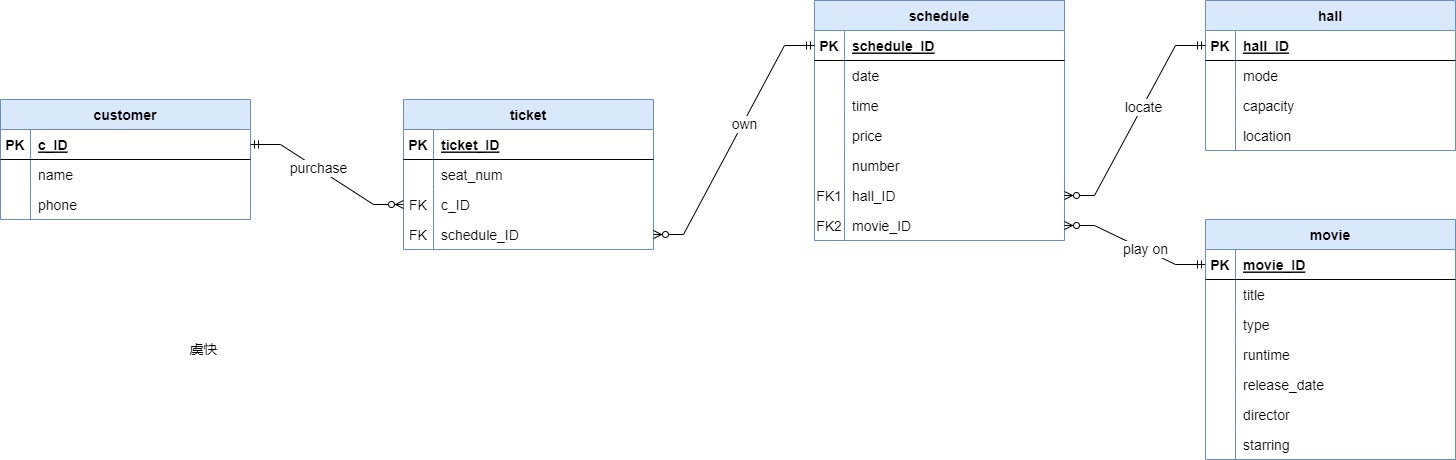 customer
PK c_ID
name
phone
purchase
ticket
PK ticket_ID
seat_num
FK c_ID
FK schedule_ID
own
schedule
PK schedule_ID
date
time
price
number
FK1 hall_ID
FK2 movie_ID
locate
play on
hall
PK hall_ID
mode
capacity
location
movie
PK movie_ID
title
type
runtime
release_date
director
starring
虞快